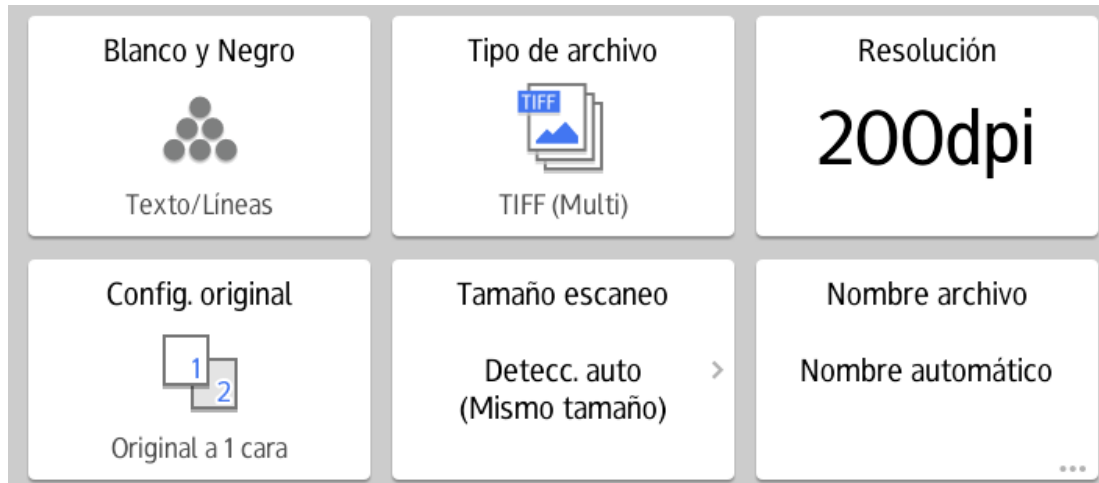 Blanco y Negro
Texto/Líneas
Tipo de archivo
TIFF
TIFF (Multi)
Resolución
200dpi
Config. original
1
2
Original a 1 cara
Tamaño escaneo
Detecc. auto
(Mismo tamaño)
Nombre archivo
Nombre automático